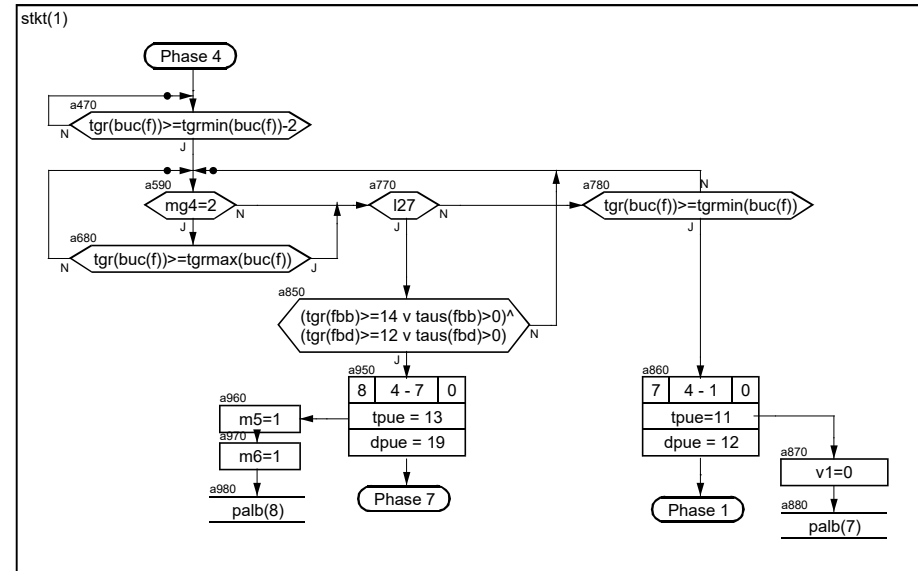 stkt(1)
Phase 4
a470
tgr(buc(f))>=tgrmin(buc(f))-2
N
J
a590
mg4=2
N
J
a770
l27
N
J
a780
N
tgr(buc(f))>=tgrmin(buc(f))
J
a680
tgr(buc(f))>=tgrmax(buc(f))
N
J
a850
(tgr(fbb)>=14 v taus(fbb)>0)^
(tgr(fbd)>=12 v taus(fbd)>0)
N
J
a950
8 4 - 7 0
tpue = 13
dpue = 19
a960
m5=1
a970
m6=1
a980
palb(8)
Phase 7
a860
7 4 - 1 0
tpue=11
dpue = 12
a870
v1=0
a880
palb(7)
Phase 1